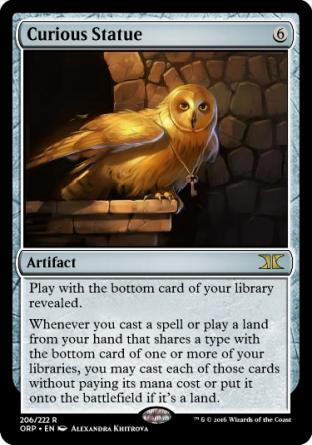 Curious Statue 6
Artifact
Play with the bottom card of your library
revealed.
Whenever you cast a spell or play a land
from your hand that shares a type with
the bottom card of one or more of your
libraries, you may cast each of those cards
without paying its mana cost or put it
onto the battlefield if it's a land.
206/222 R
ORP • EN Alexandra Khitrova
™ & © 2016 Wizards of the Coast